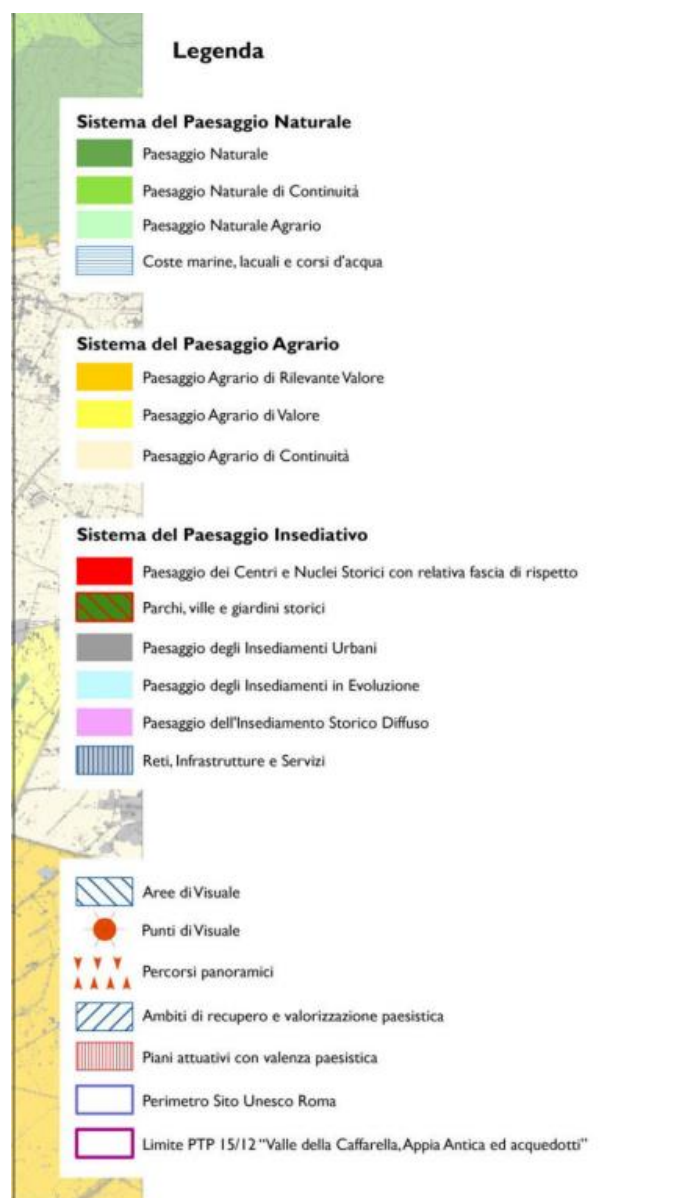 Legenda
Sistema del Paesaggio Naturale
Paesaggio Naturale
Paesaggio Naturale di Continuità
Paesaggio Naturale Agrario
Coste marine, lacuali e corsi d'acqua
Sistema del Paesaggio Agrario
Paesaggio Agrario di Rilevante Valore
Paesaggio Agrario di Valore
Paesaggio Agrario di Continuità
Sistema del Paesaggio Insediativo
Paesaggio dei Centri e Nuclei Storici con relativa fascia di rispetto
Parchi, ville e giardini storici
Paesaggio degli Insediamenti Urbani
Paesaggio degli Insediamenti in Evoluzione
Paesaggio dell'Insediamento Storico Diffuso
Reti, Infrastrutture e Servizi
Aree di Visuale
Punti di Visuale
Percorsi panoramici
Ambiti di recupero e valorizzazione paesistica
Piani attuativi con valenza paesistica
Perimetro Sito Unesco Roma
Limite PTP 15/12 "Valle della Caffarella, Appia Antica ed acquedotti"